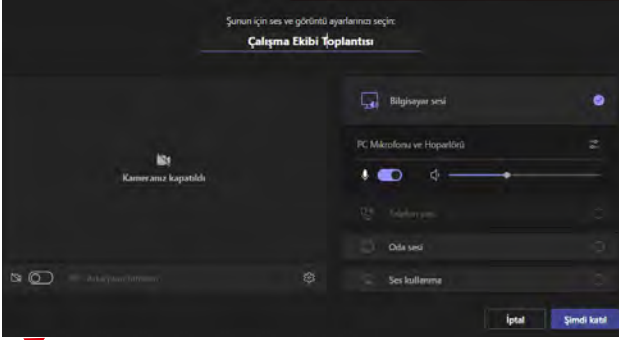 Şunun için ses ve görüntü ayarlarınızı seçin:
Çalışma Ekibi Toplantısı
Bilgisayar sesi
PC Mikrofonu ve Hoparlörü
Kameranız kapatıldı
Telefon sesi
Oda sesi
Ses kullanma
İptal
Şimdi katıl